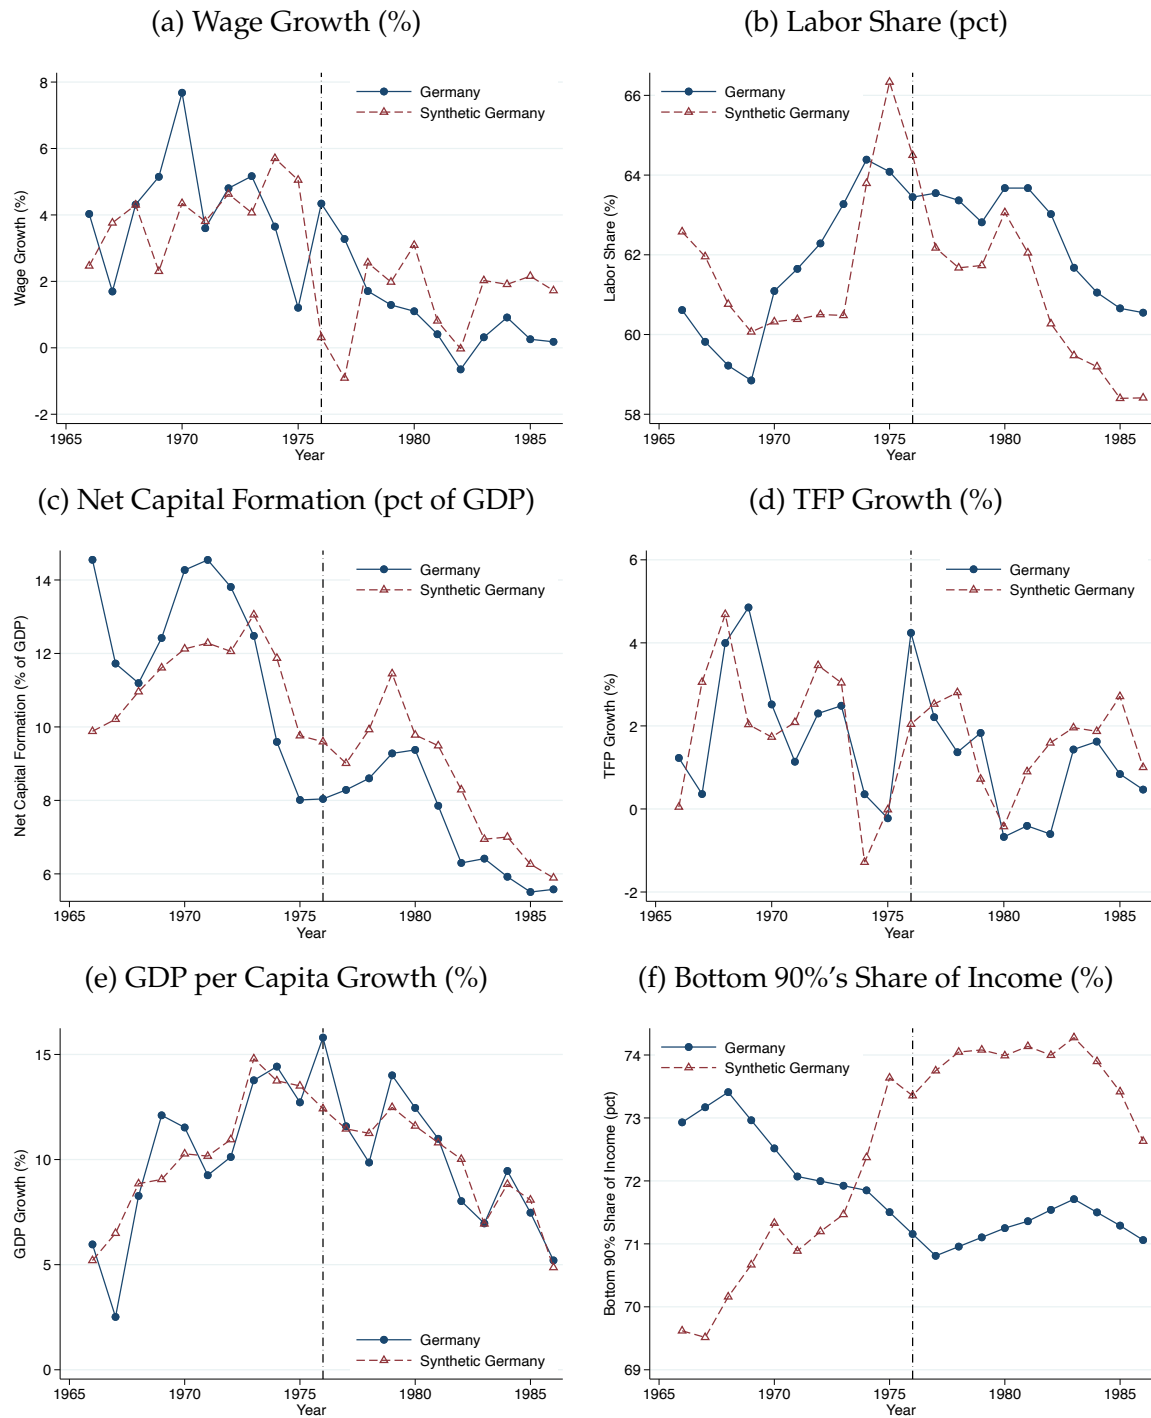 (a) Wage Growth (%)
Wage Growth (%)
8
6
4
2
0
-2
Germany
Synthetic Germany
1965 1970 1975 1980 1985
Year
(b) Labor Share (pct)
Labor Share (%)
66
64
62
60
58
Germany
Synthetic Germany
1965 1970 1975 1980 1985
Year
(c) Net Capital Formation (pct of GDP)
Net Capital Formation (% of GDP)
14
12
10
8
6
Germany
Synthetic Germany
1965 1970 1975 1980 1985
Year
(d) TFP Growth (%)
TFP Growth (%)
6
4
2
0
-2
Germany
Synthetic Germany
1965 1970 1975 1980 1985
Year
(e) GDP per Capita Growth (%)
GDP Growth (%)
15
10
5
0
Germany
Synthetic Germany
1965 1970 1975 1980 1985
Year
(f) Bottom 90%’s Share of Income (%)
Bottom 90% Share of Income (pct)
74
73
72
71
70
69
Germany
Synthetic Germany
1965 1970 1975 1980 1985
Year